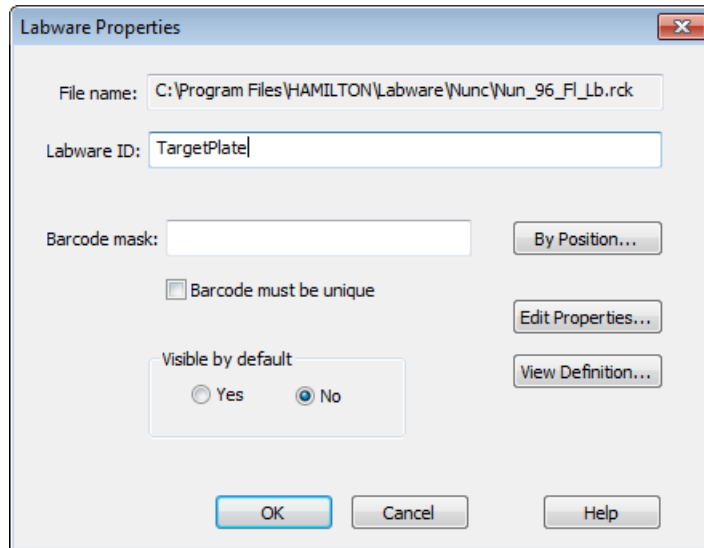 Labware Properties
File name: C:\Program Files\HAMILTON\Labware\Nunc\Nun_96_Fl_Lb.rck
Labware ID: TargetPlate
Barcode mask: By Position...
Barcode must be unique
Edit Properties...
Visible by default
View Definition...
Yes No
OK Cancel Help